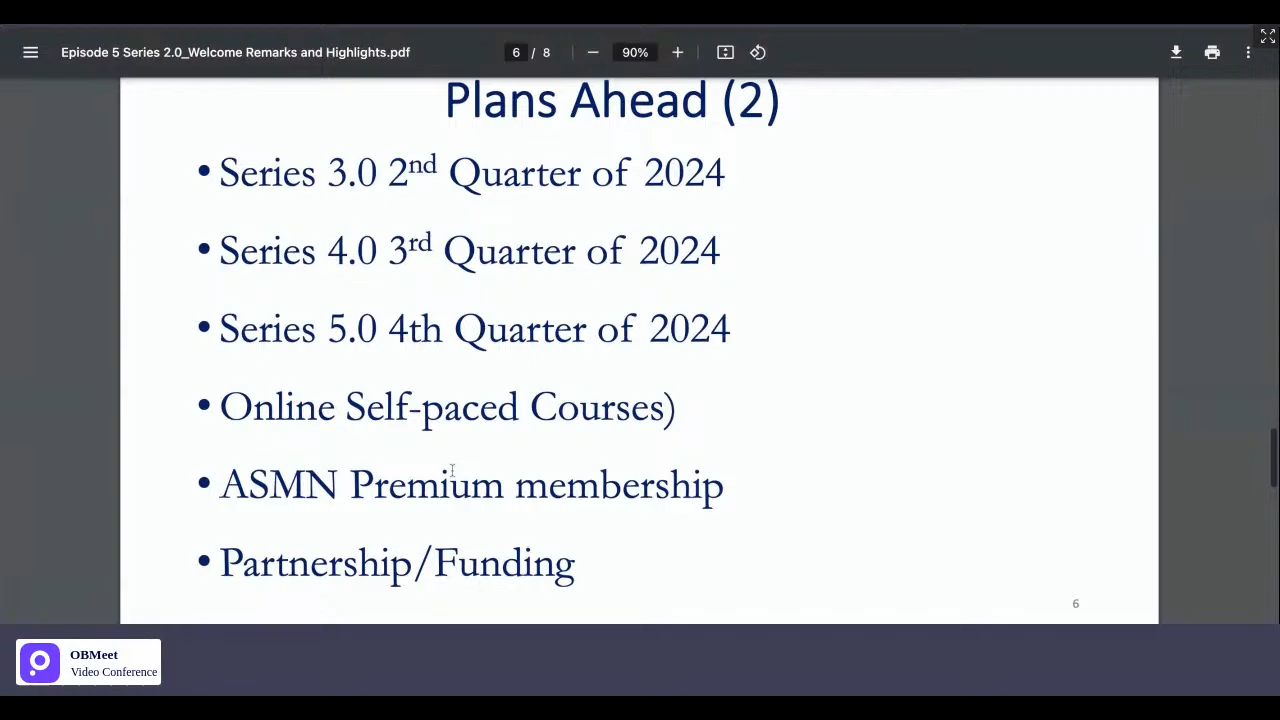 Episode 5 Series 2.0_Welcome Remarks and Highlights.pdf
6 / 8
90%
Plans Ahead (2)
• Series 3.0 2nd Quarter of 2024
• Series 4.0 3rd Quarter of 2024
• Series 5.0 4th Quarter of 2024
• Online Self-paced Courses)
• ASMN Premium membership
• Partnership/Funding
6
OBMeet
Video Conference